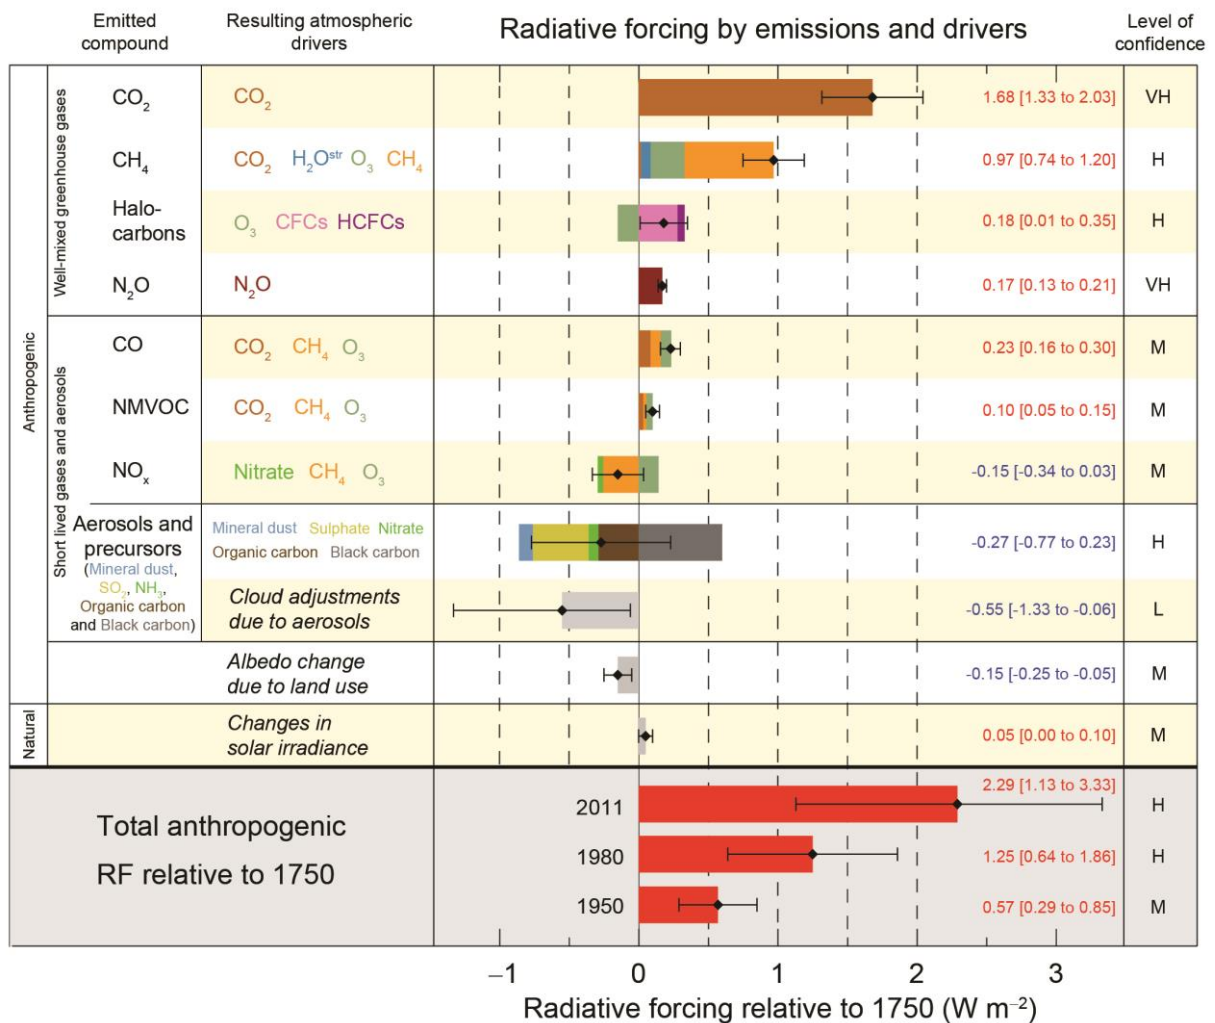 Emitted compound
Resulting atmospheric drivers
Radiative forcing by emissions and drivers
Level of confidence
Anthropogenic
Well-mixed greenhouse gases
CO₂
CO₂
1.68 [1.33 to 2.03]
VH
CH₄
CO₂ H₂Oˢᵗʳ O₃ CH₄
0.97 [0.74 to 1.20]
H
Halo-
carbons
O₃ CFCs HCFCs
0.18 [0.01 to 0.35]
H
N₂O
N₂O
0.17 [0.13 to 0.21]
VH
Short lived gases and aerosols
CO
CO₂ CH₄ O₃
0.23 [0.16 to 0.30]
M
NMVOC
CO₂ CH₄ O₃
0.10 [0.05 to 0.15]
M
NOₓ
Nitrate CH₄ O₃
-0.15 [-0.34 to 0.03]
M
Aerosols and
precursors
(Mineral dust,
SO₂, NH₃,
Organic carbon
and Black carbon)
Mineral dust Sulphate Nitrate
Organic carbon Black carbon
-0.27 [-0.77 to 0.23]
H
Cloud adjustments
due to aerosols
-0.55 [-1.33 to -0.06]
L
Albedo change
due to land use
-0.15 [-0.25 to -0.05]
M
Natural
Changes in
solar irradiance
0.05 [0.00 to 0.10]
M
Total anthropogenic
RF relative to 1750
2011
2.29 [1.13 to 3.33]
H
1980
1.25 [0.64 to 1.86]
H
1950
0.57 [0.29 to 0.85]
M
−1 0 1 2 3
Radiative forcing relative to 1750 (W m⁻²)